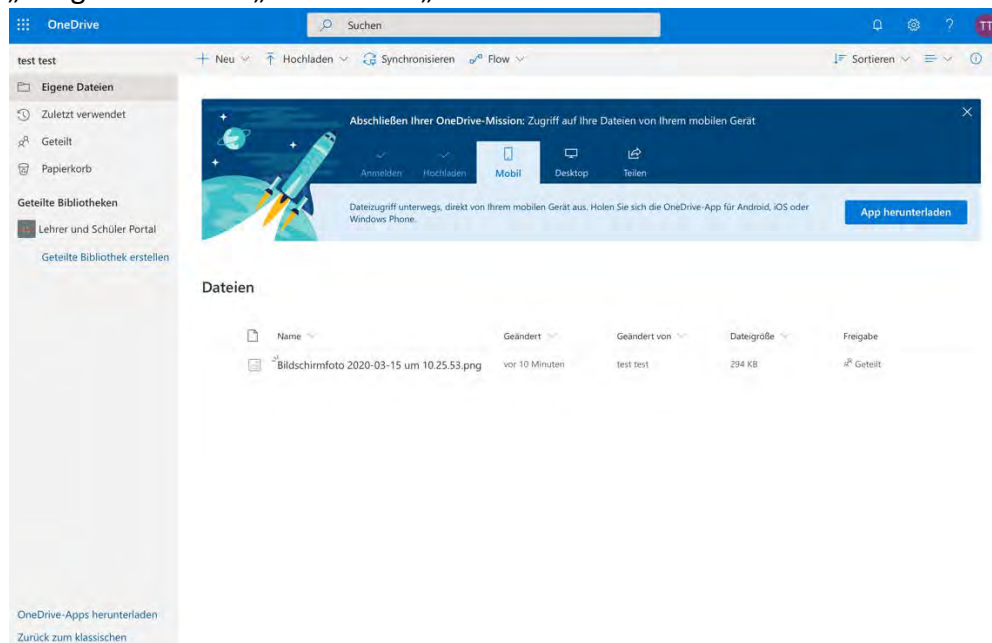 OneDrive
Suchen
TT
test test
Neu
Hochladen
Synchronisieren
Flow
Sortieren
Eigene Dateien
Zuletzt verwendet
Geteilt
Papierkorb
Geteilte Bibliotheken
Lehrer und Schüler Portal
Geteilte Bibliothek erstellen
Abschließen Ihrer OneDrive-Mission: Zugriff auf Ihre Dateien von Ihrem mobilen Gerät
Anmelden
Hochladen
Mobil
Desktop
Teilen
Dateizugriff unterwegs, direkt von Ihrem mobilen Gerät aus. Holen Sie sich die OneDrive-App für Android, iOS oder
Windows Phone.
App herunterladen
Dateien
Name
Geändert
Geändert von
Dateigröße
Freigabe
Bildschirmfoto 2020-03-15 um 10.25.53.png
vor 10 Minuten
test test
294 KB
Geteilt
OneDrive-Apps herunterladen
Zurück zum klassischen